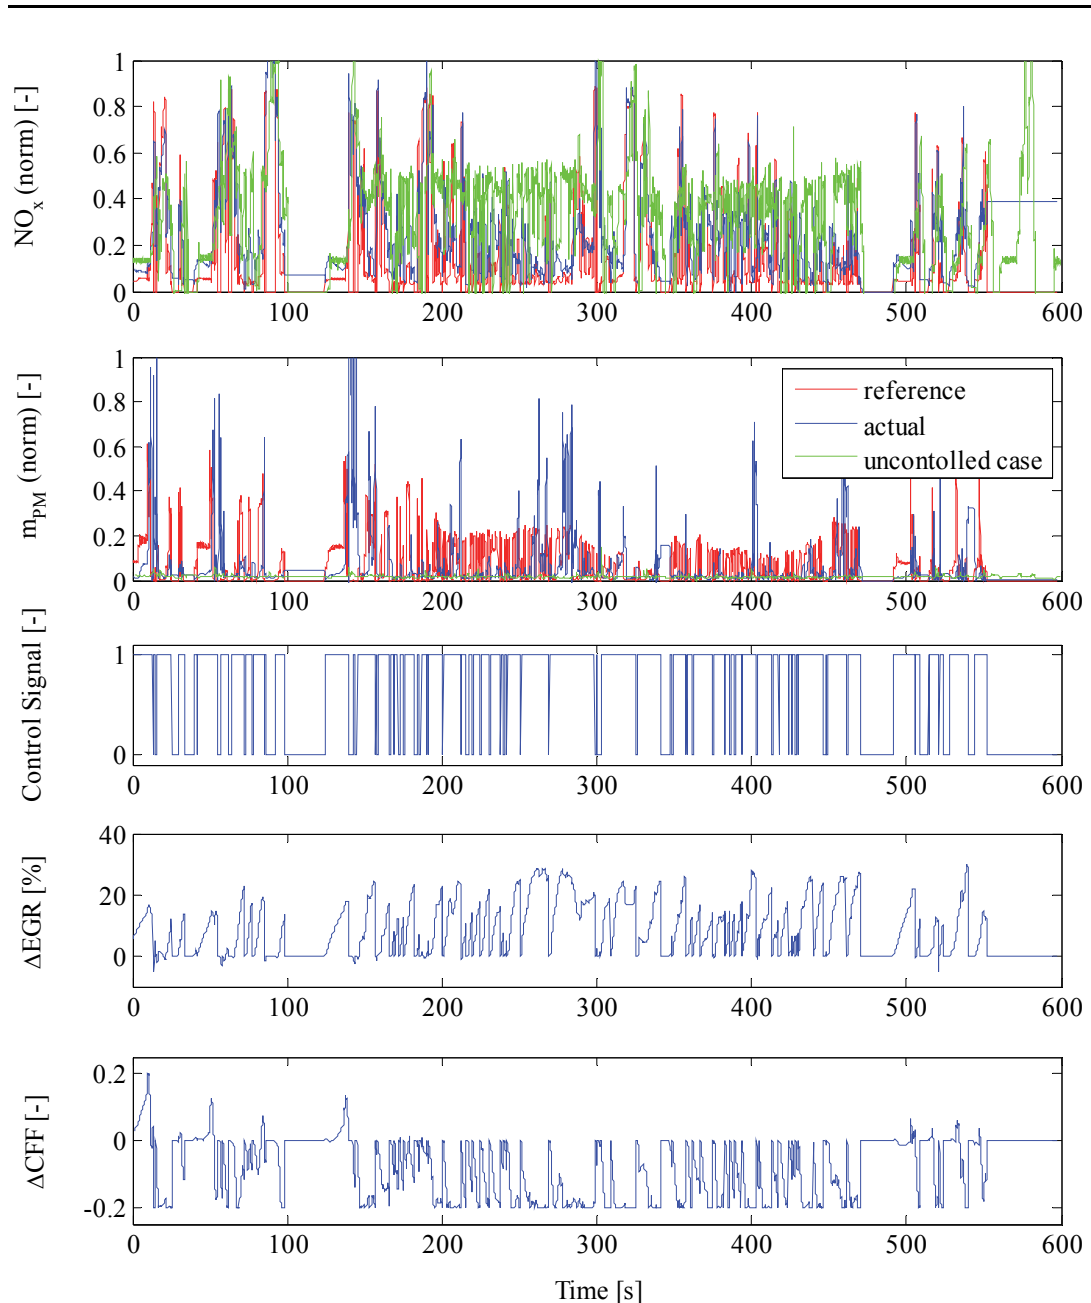 1
0.8
0.6
0.4
0.2
0
NOx (norm) [-]
0 100 200 300 400 500 600
1
0.8
0.6
0.4
0.2
0
mPM (norm) [-]
reference
actual
uncontolled case
0 100 200 300 400 500 600
1
0
Control Signal [-]
0 100 200 300 400 500 600
40
20
0
ΔEGR [%]
0 100 200 300 400 500 600
0.2
0
-0.2
ΔCFF [-]
0 100 200 300 400 500 600
Time [s]